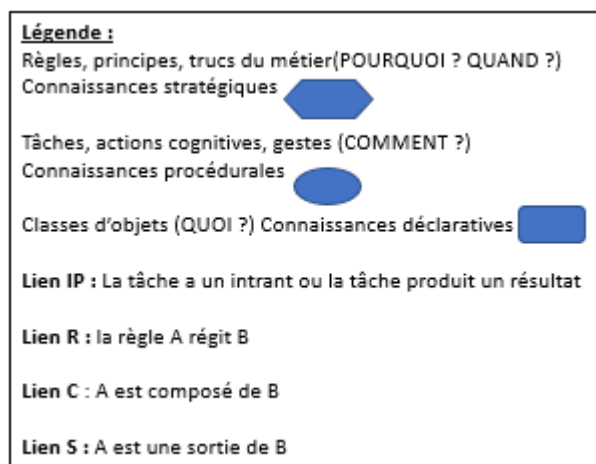 Légende :
Règles, principes, trucs du métier(POURQUOI ? QUAND ?)
Connaissances stratégiques
Tâches, actions cognitives, gestes (COMMENT ?)
Connaissances procédurales
Classes d'objets (QUOI ?) Connaissances déclaratives
Lien IP : La tâche a un intrant ou la tâche produit un résultat
Lien R : la règle A régit B
Lien C : A est composé de B
Lien S : A est une sortie de B